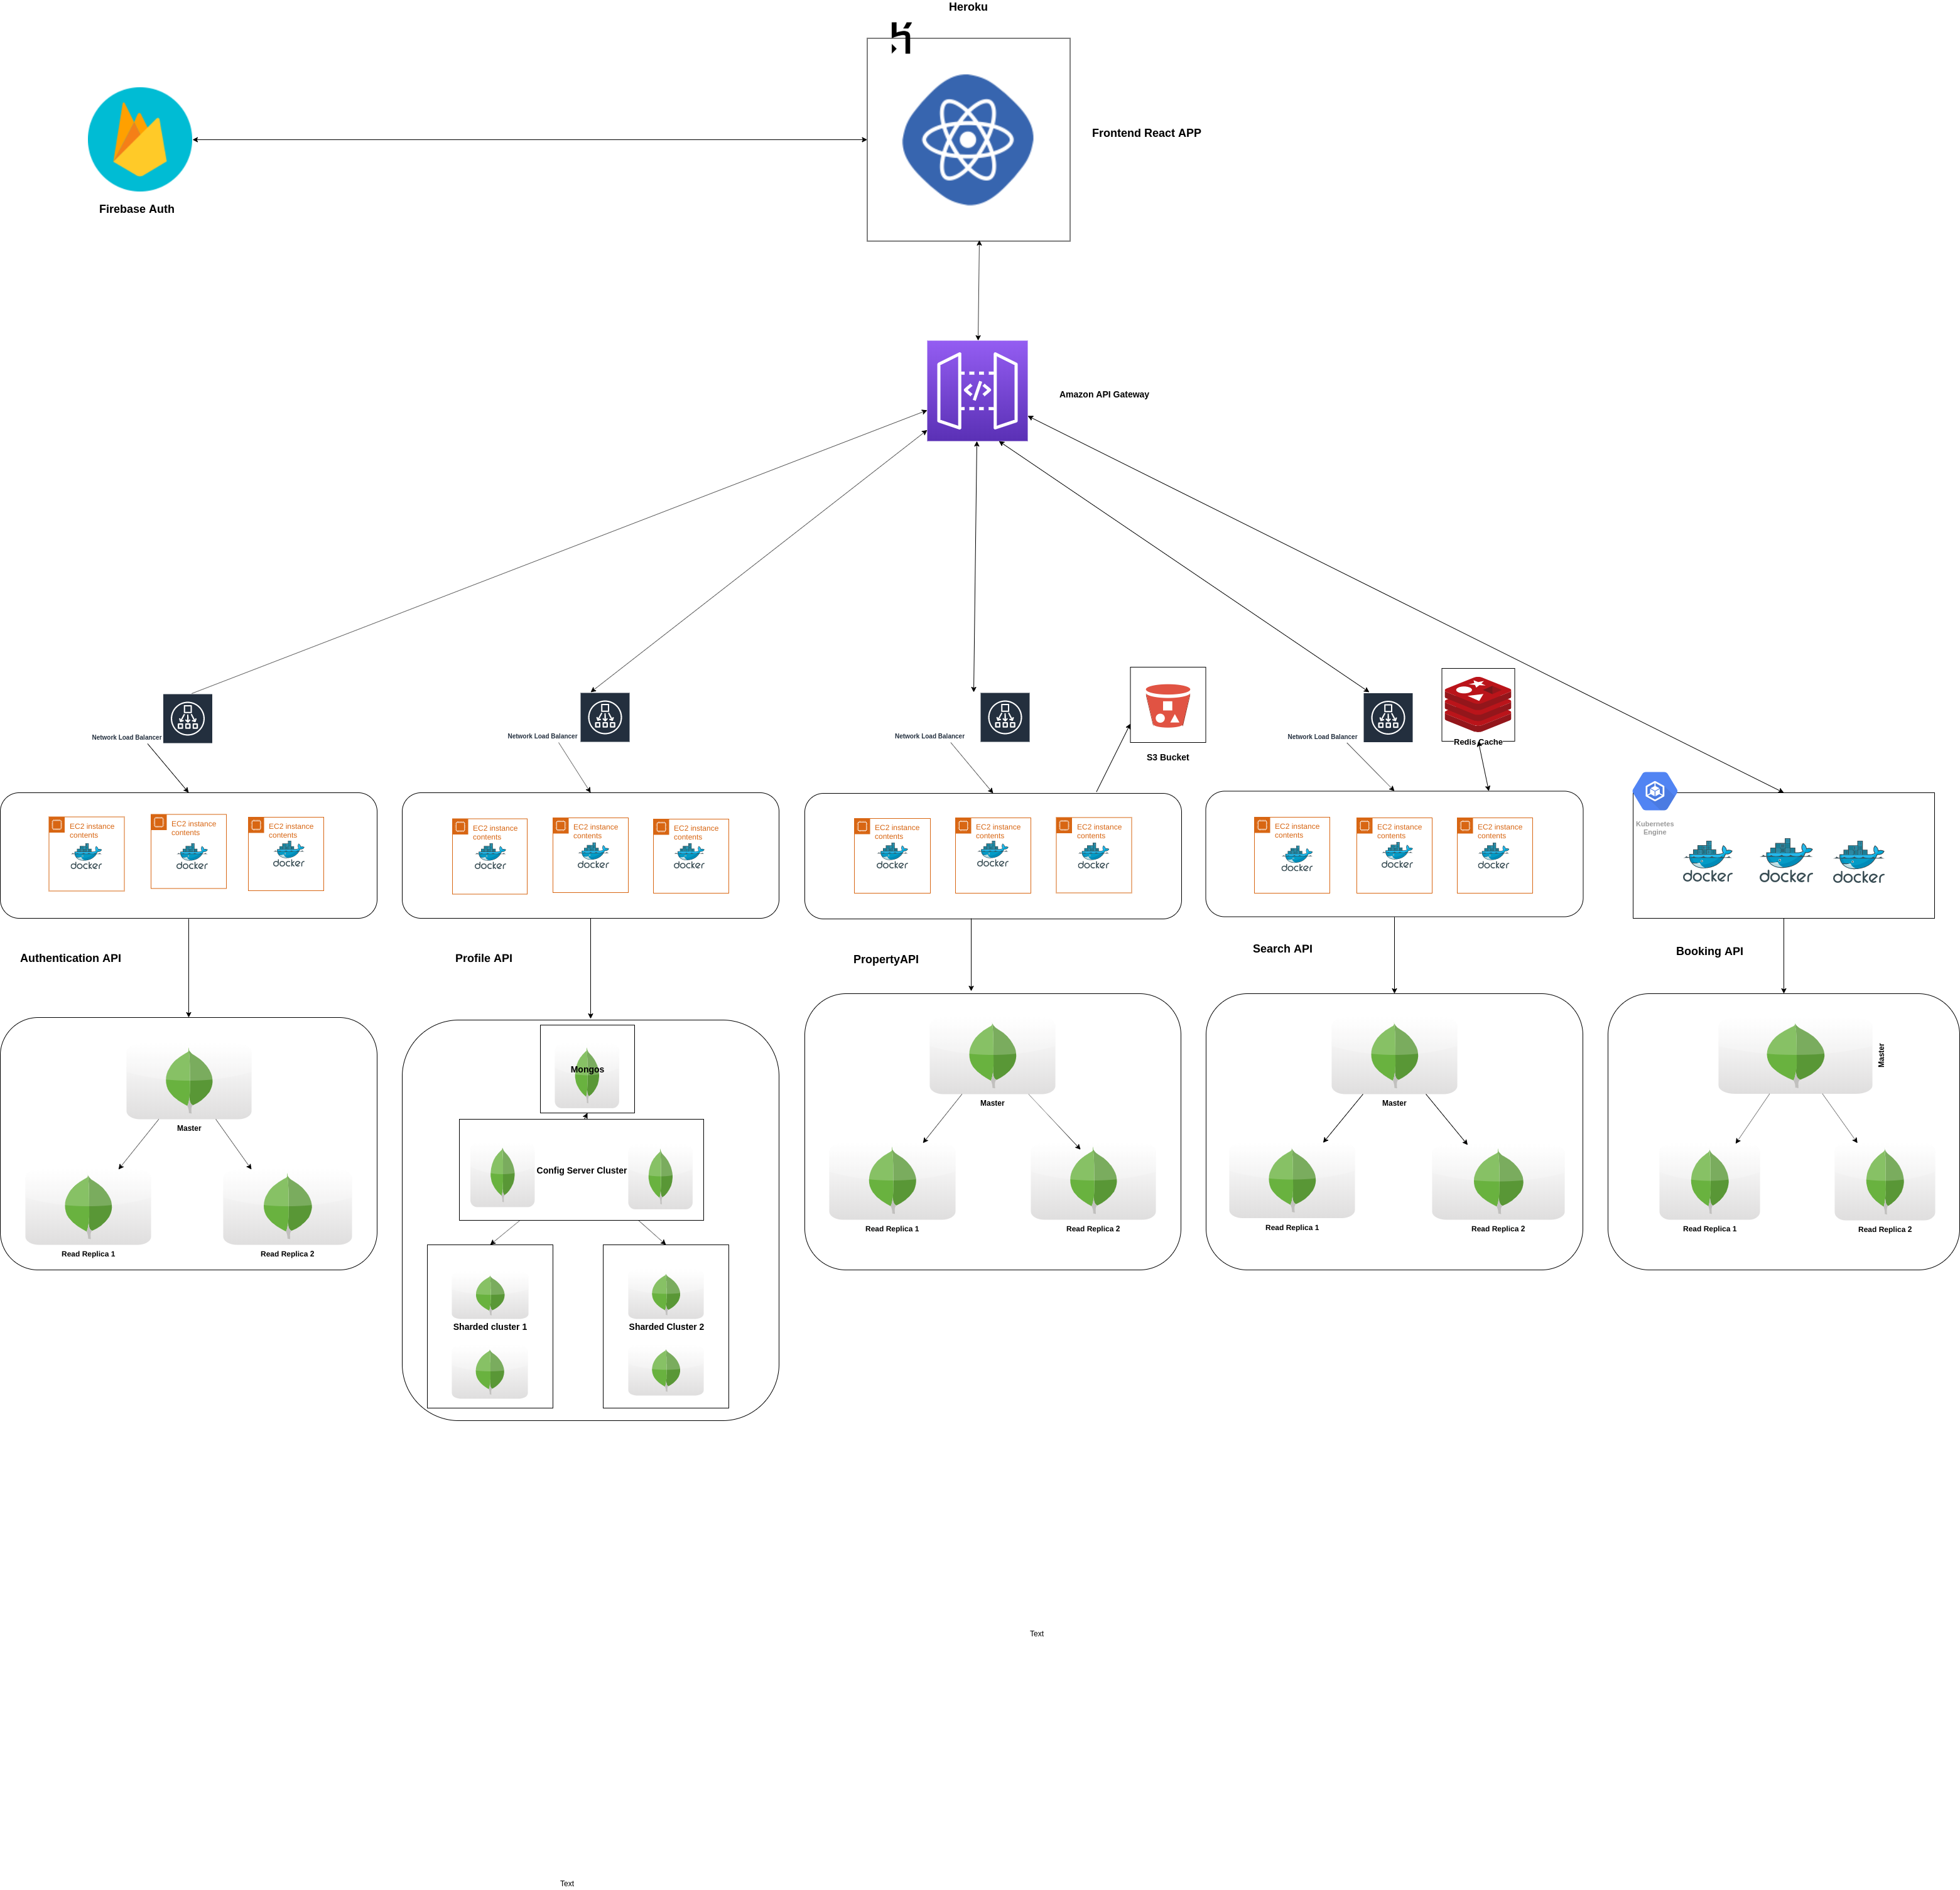 Heroku
Frontend React APP
Firebase Auth
Amazon API Gateway
Network Load Balancer
Network Load Balancer
Network Load Balancer
S3 Bucket
Network Load Balancer
Redis Cache
Kubernetes
Engine
EC2 instance
contents
docker
EC2 instance
contents
docker
EC2 instance
contents
docker
EC2 instance
contents
docker
EC2 instance
contents
docker
EC2 instance
contents
docker
EC2 instance
contents
docker
EC2 instance
contents
docker
EC2 instance
contents
docker
EC2 instance
contents
docker
EC2 instance
contents
docker
EC2 instance
contents
docker
docker
docker
docker
Authentication API
Profile API
PropertyAPI
Search API
Booking API
Master
Read Replica 1
Read Replica 2
Mongos
Config Server Cluster
Sharded cluster 1
Sharded Cluster 2
Master
Read Replica 1
Read Replica 2
Master
Read Replica 1
Read Replica 2
Master
Read Replica 1
Read Replica 2
Text
Text